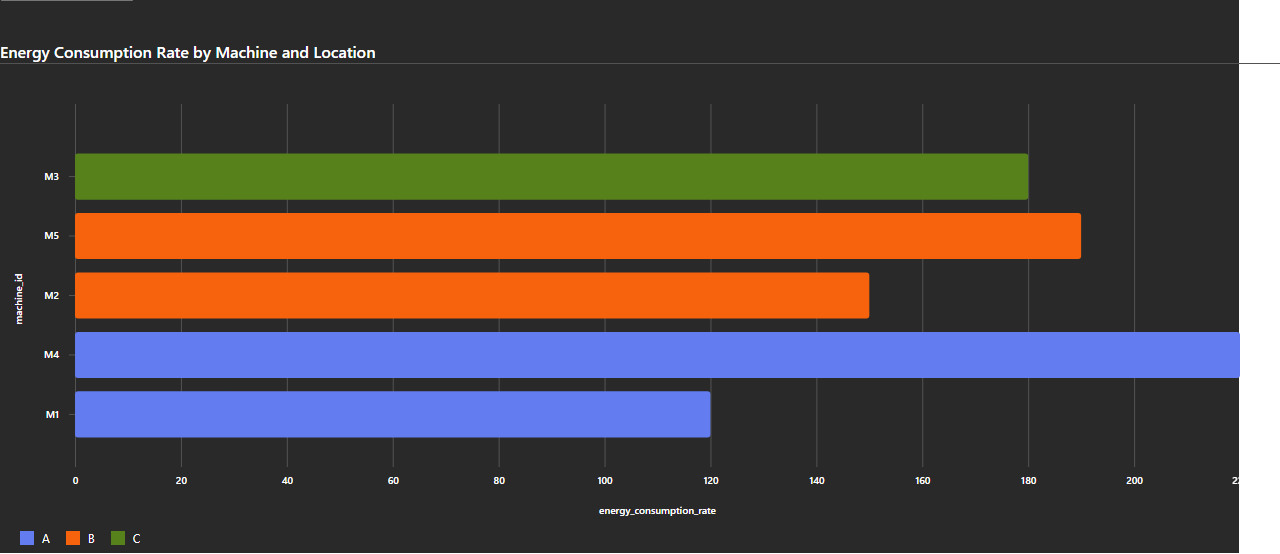 Energy Consumption Rate by Machine and Location
M3
M5
M2
M4
M1
machine_id
0 20 40 60 80 100 120 140 160 180 200
energy_consumption_rate
A B C